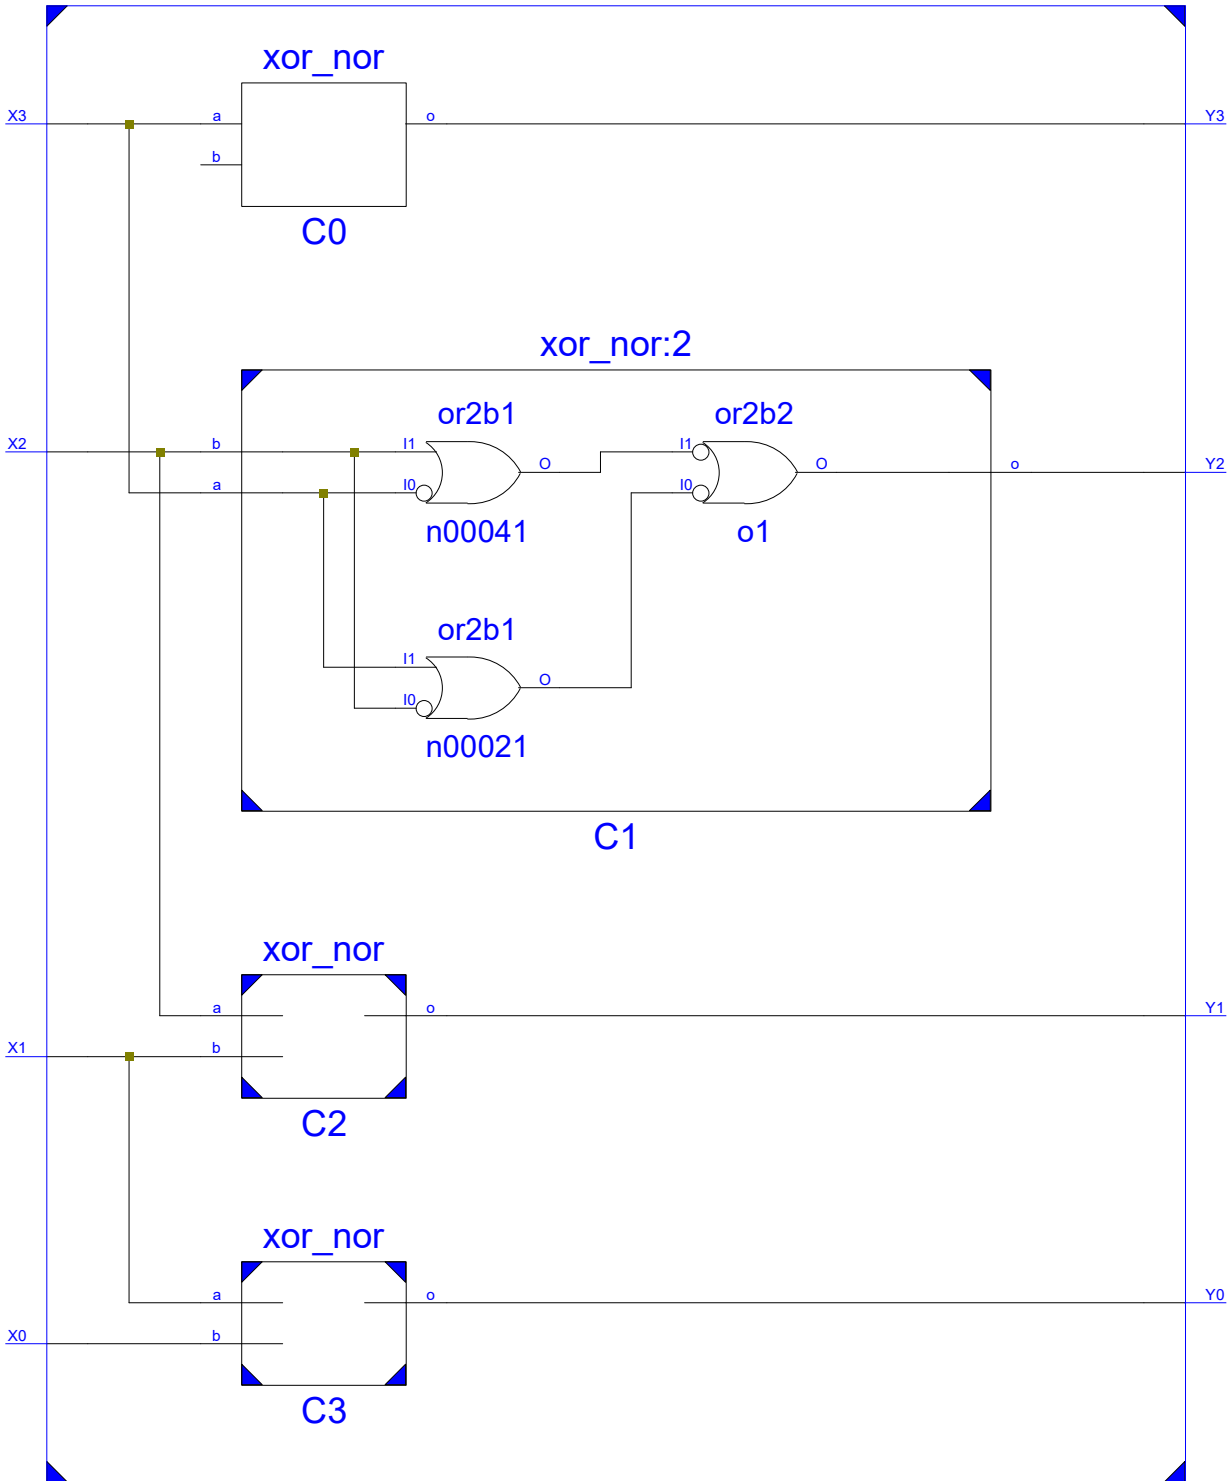 xor_nor
X3
a
o
Y3
b
C0
xor_nor:2
or2b1
or2b2
X2
b
I1
I1
a
I0
O
I0
O
o
Y2
n00041
o1
or2b1
I1
I0
O
n00021
C1
xor_nor
a
o
Y1
X1
b
C2
xor_nor
a
o
Y0
X0
b
C3